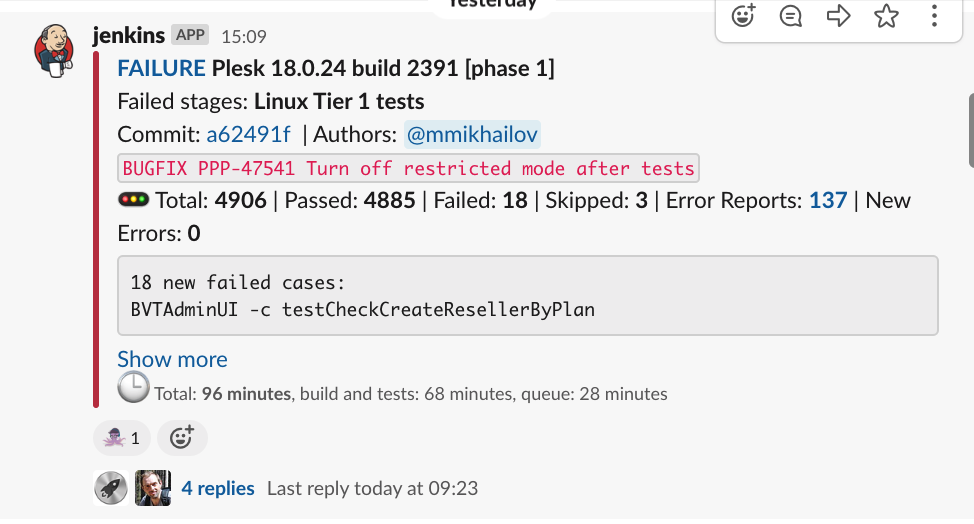 Yesterday
jenkins APP 15:09
FAILURE Plesk 18.0.24 build 2391 [phase 1]
Failed stages: Linux Tier 1 tests
Commit: a62491f | Authors: @mmikhailov
BUGFIX PPP-47541 Turn off restricted mode after tests
Total: 4906 | Passed: 4885 | Failed: 18 | Skipped: 3 | Error Reports: 137 | New
Errors: 0
18 new failed cases:
BVTAdminUI -c testCheckCreateResellerByPlan
Show more
Total: 96 minutes, build and tests: 68 minutes, queue: 28 minutes
1
4 replies Last reply today at 09:23